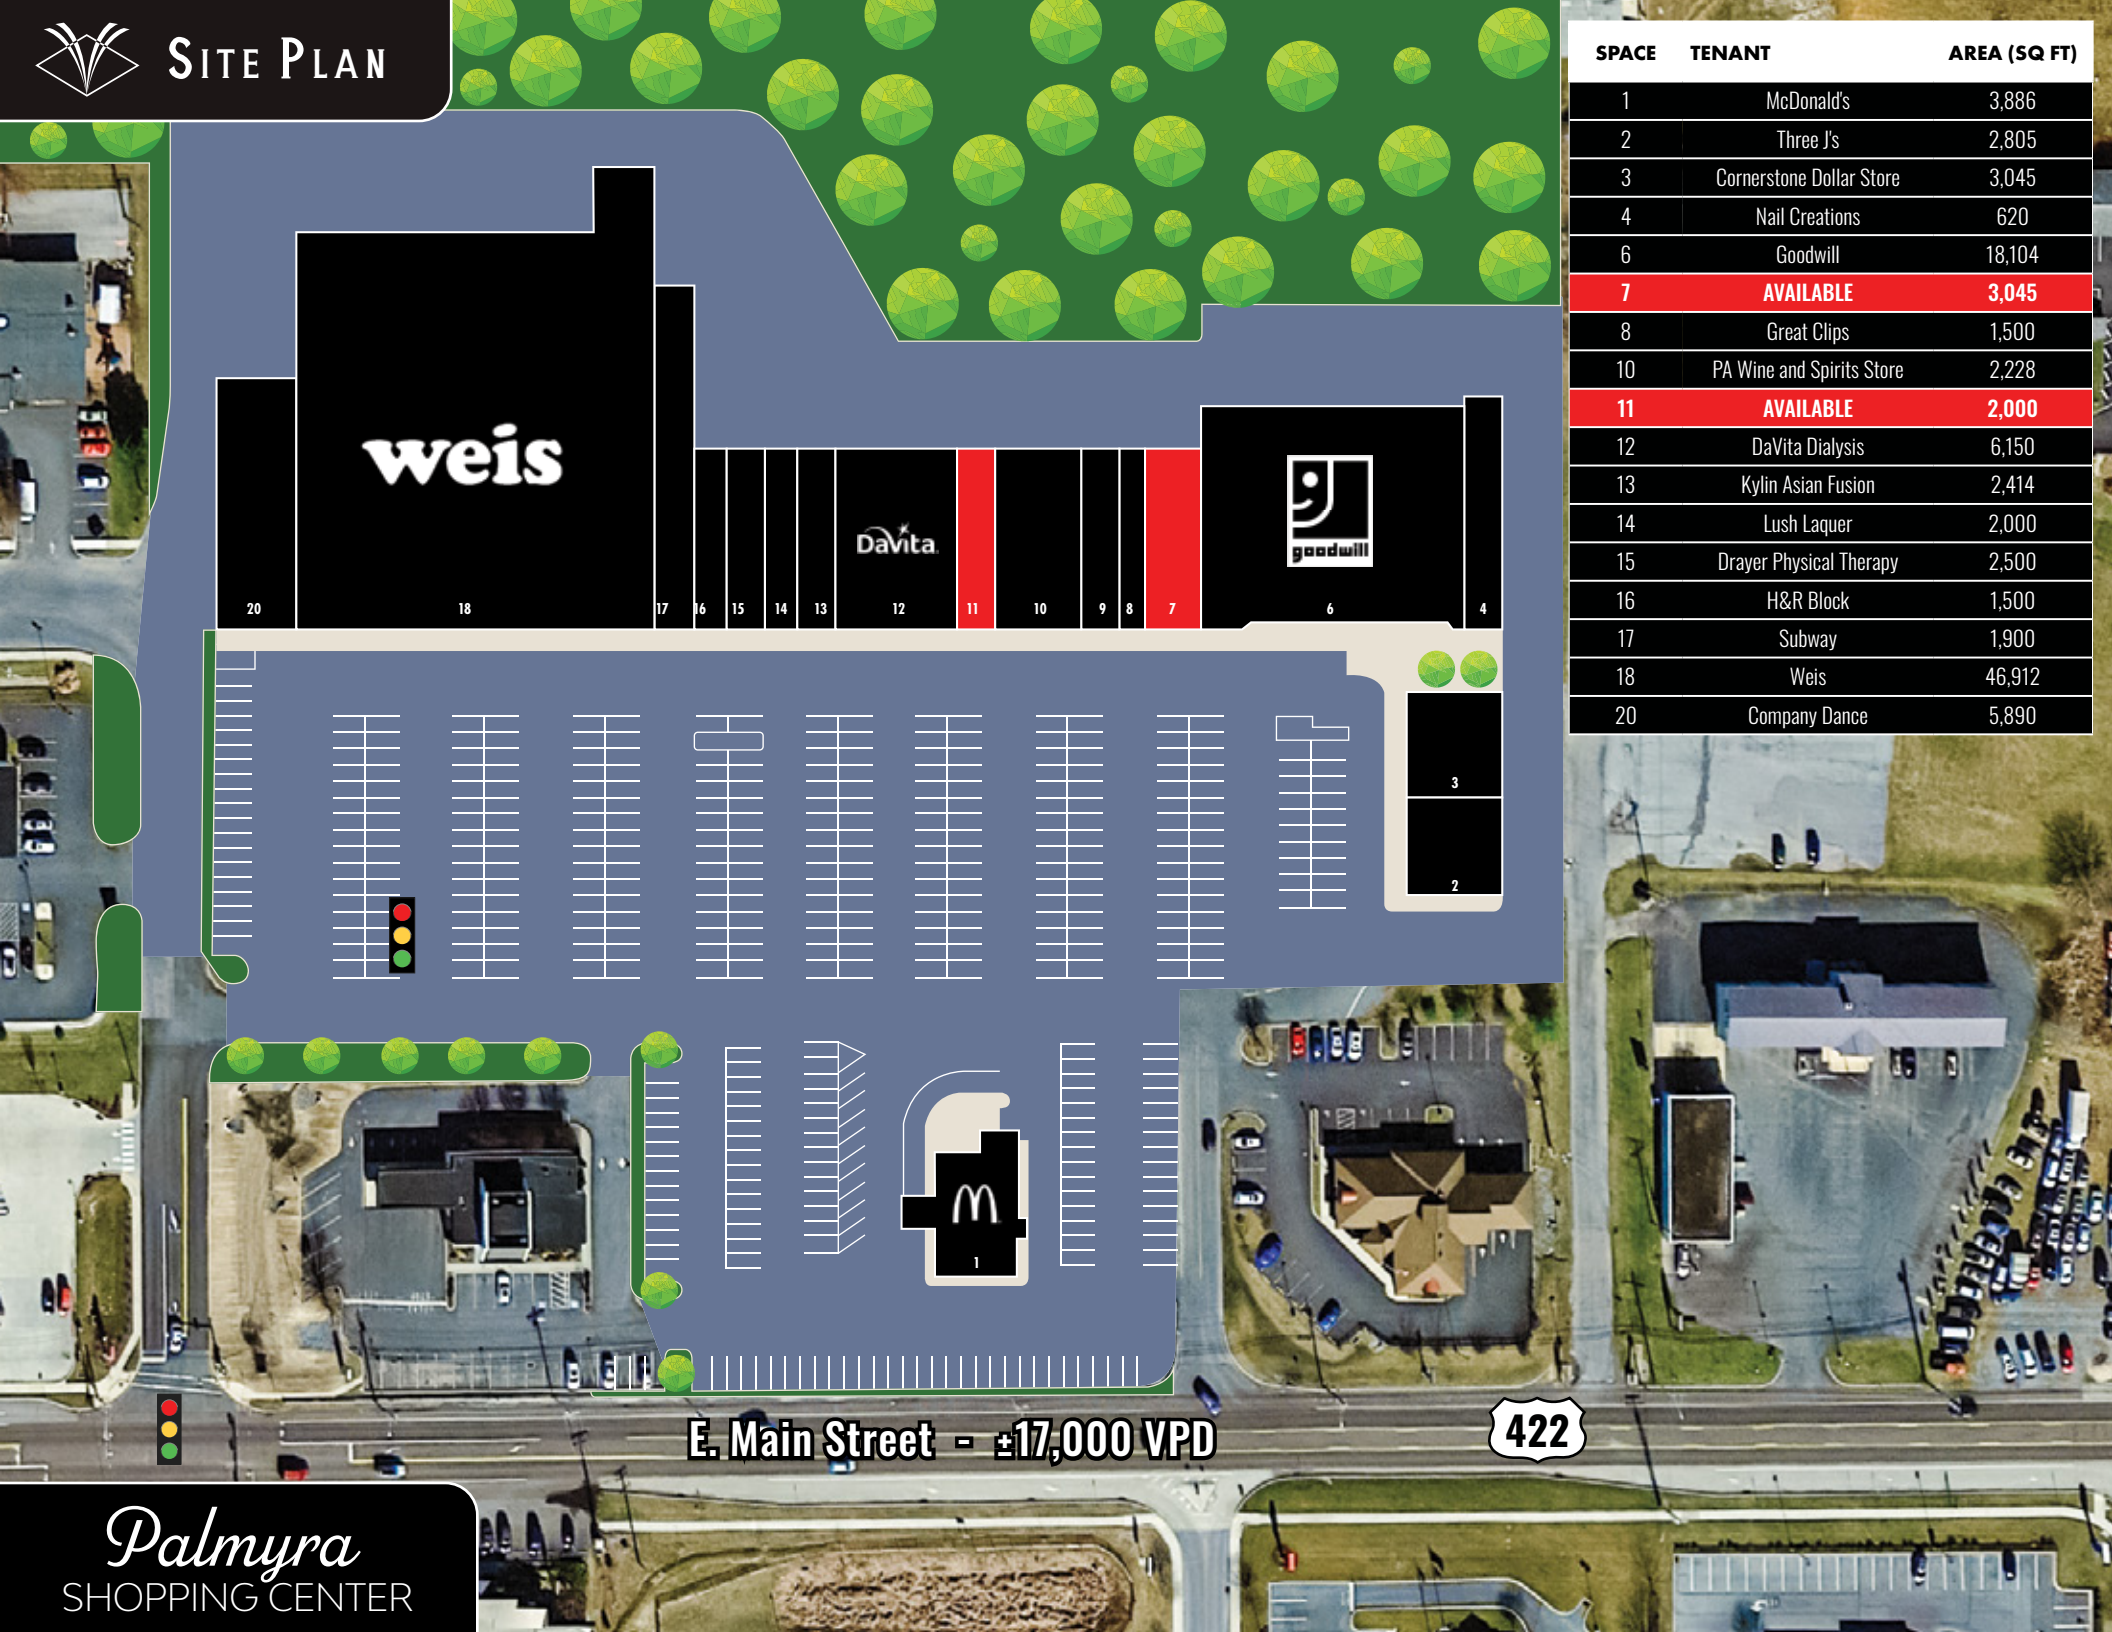 SITE PLAN
SPACE TENANT AREA (SQ FT)
1 McDonald's 3,886
2 Three J's 2,805
3 Cornerstone Dollar Store 3,045
4 Nail Creations 620
6 Goodwill 18,104
7 AVAILABLE 3,045
8 Great Clips 1,500
10 PA Wine and Spirits Store 2,228
11 AVAILABLE 2,000
12 DaVita Dialysis 6,150
13 Kylin Asian Fusion 2,414
14 Lush Laquer 2,000
15 Drayer Physical Therapy 2,500
16 H&R Block 1,500
17 Subway 1,900
18 Weis 46,912
20 Company Dance 5,890
weis
DaVita.
goodwill
20 18 17 16 15 14 13 12 11 10 9 8 7 6 4
3
2
M
1
E. Main Street - ±17,000 VPD
422
Palmyra
SHOPPING CENTER